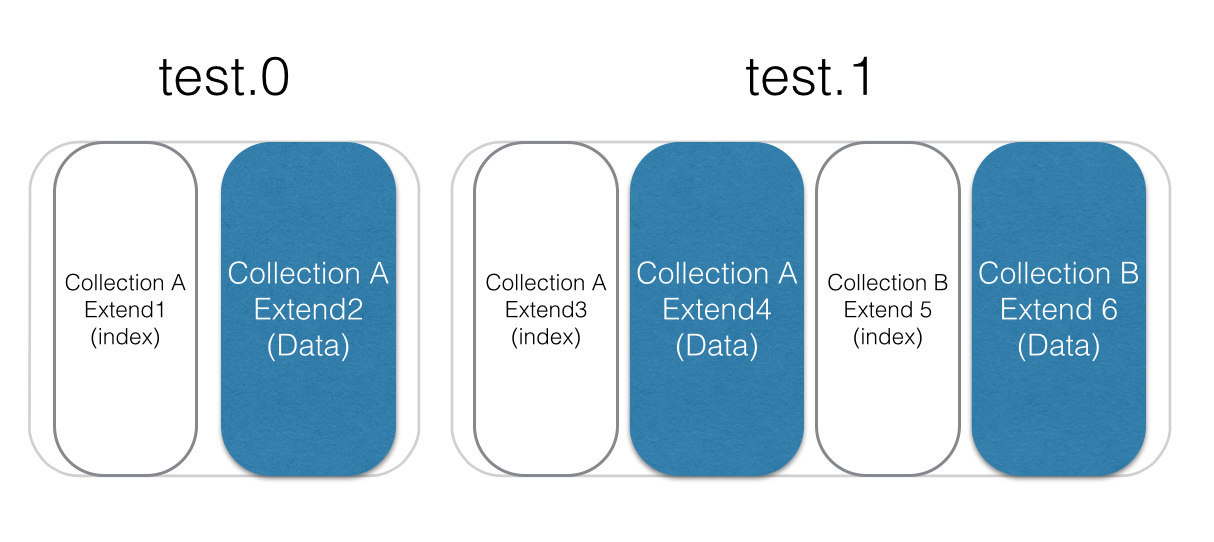 test.0
test.1
Collection A
Extend1
(index)
Collection A
Extend2
(Data)
Collection A
Extend3
(index)
Collection A
Extend4
(Data)
Collection B
Extend 5
(index)
Collection B
Extend 6
(Data)